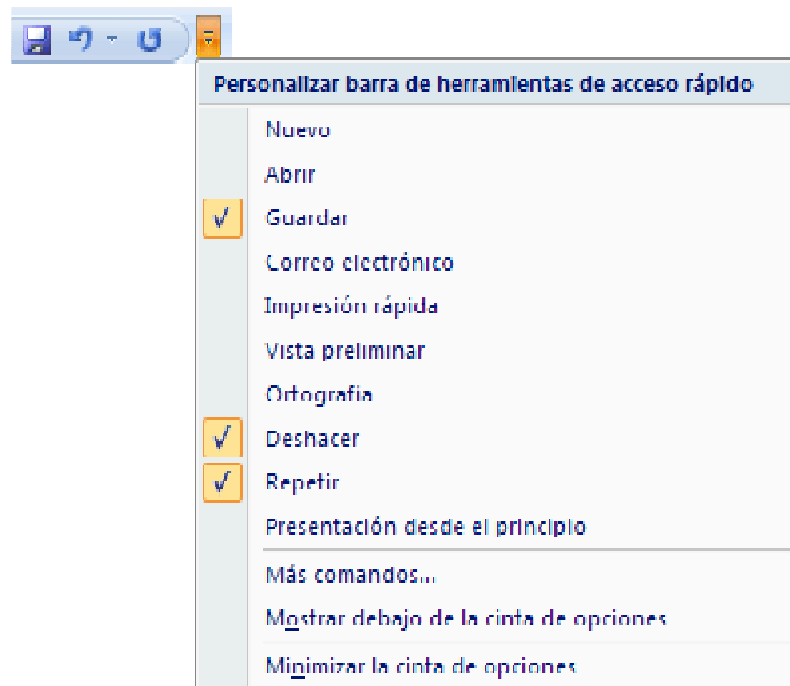 Personalizar barra de herramientas de acceso rápido
Nuevo
Abrir
Guardar
Correo electrónico
Impresión rápida
Vista preliminar
Ortografía
Deshacer
Repetir
Presentación desde el principio
Más comandos...
Mostrar debajo de la cinta de opciones
Minimizar la cinta de opciones